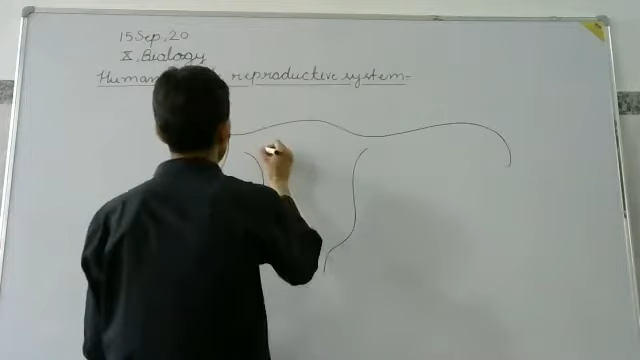 15 Sep, 20
X. Biology
Human reproductive system=